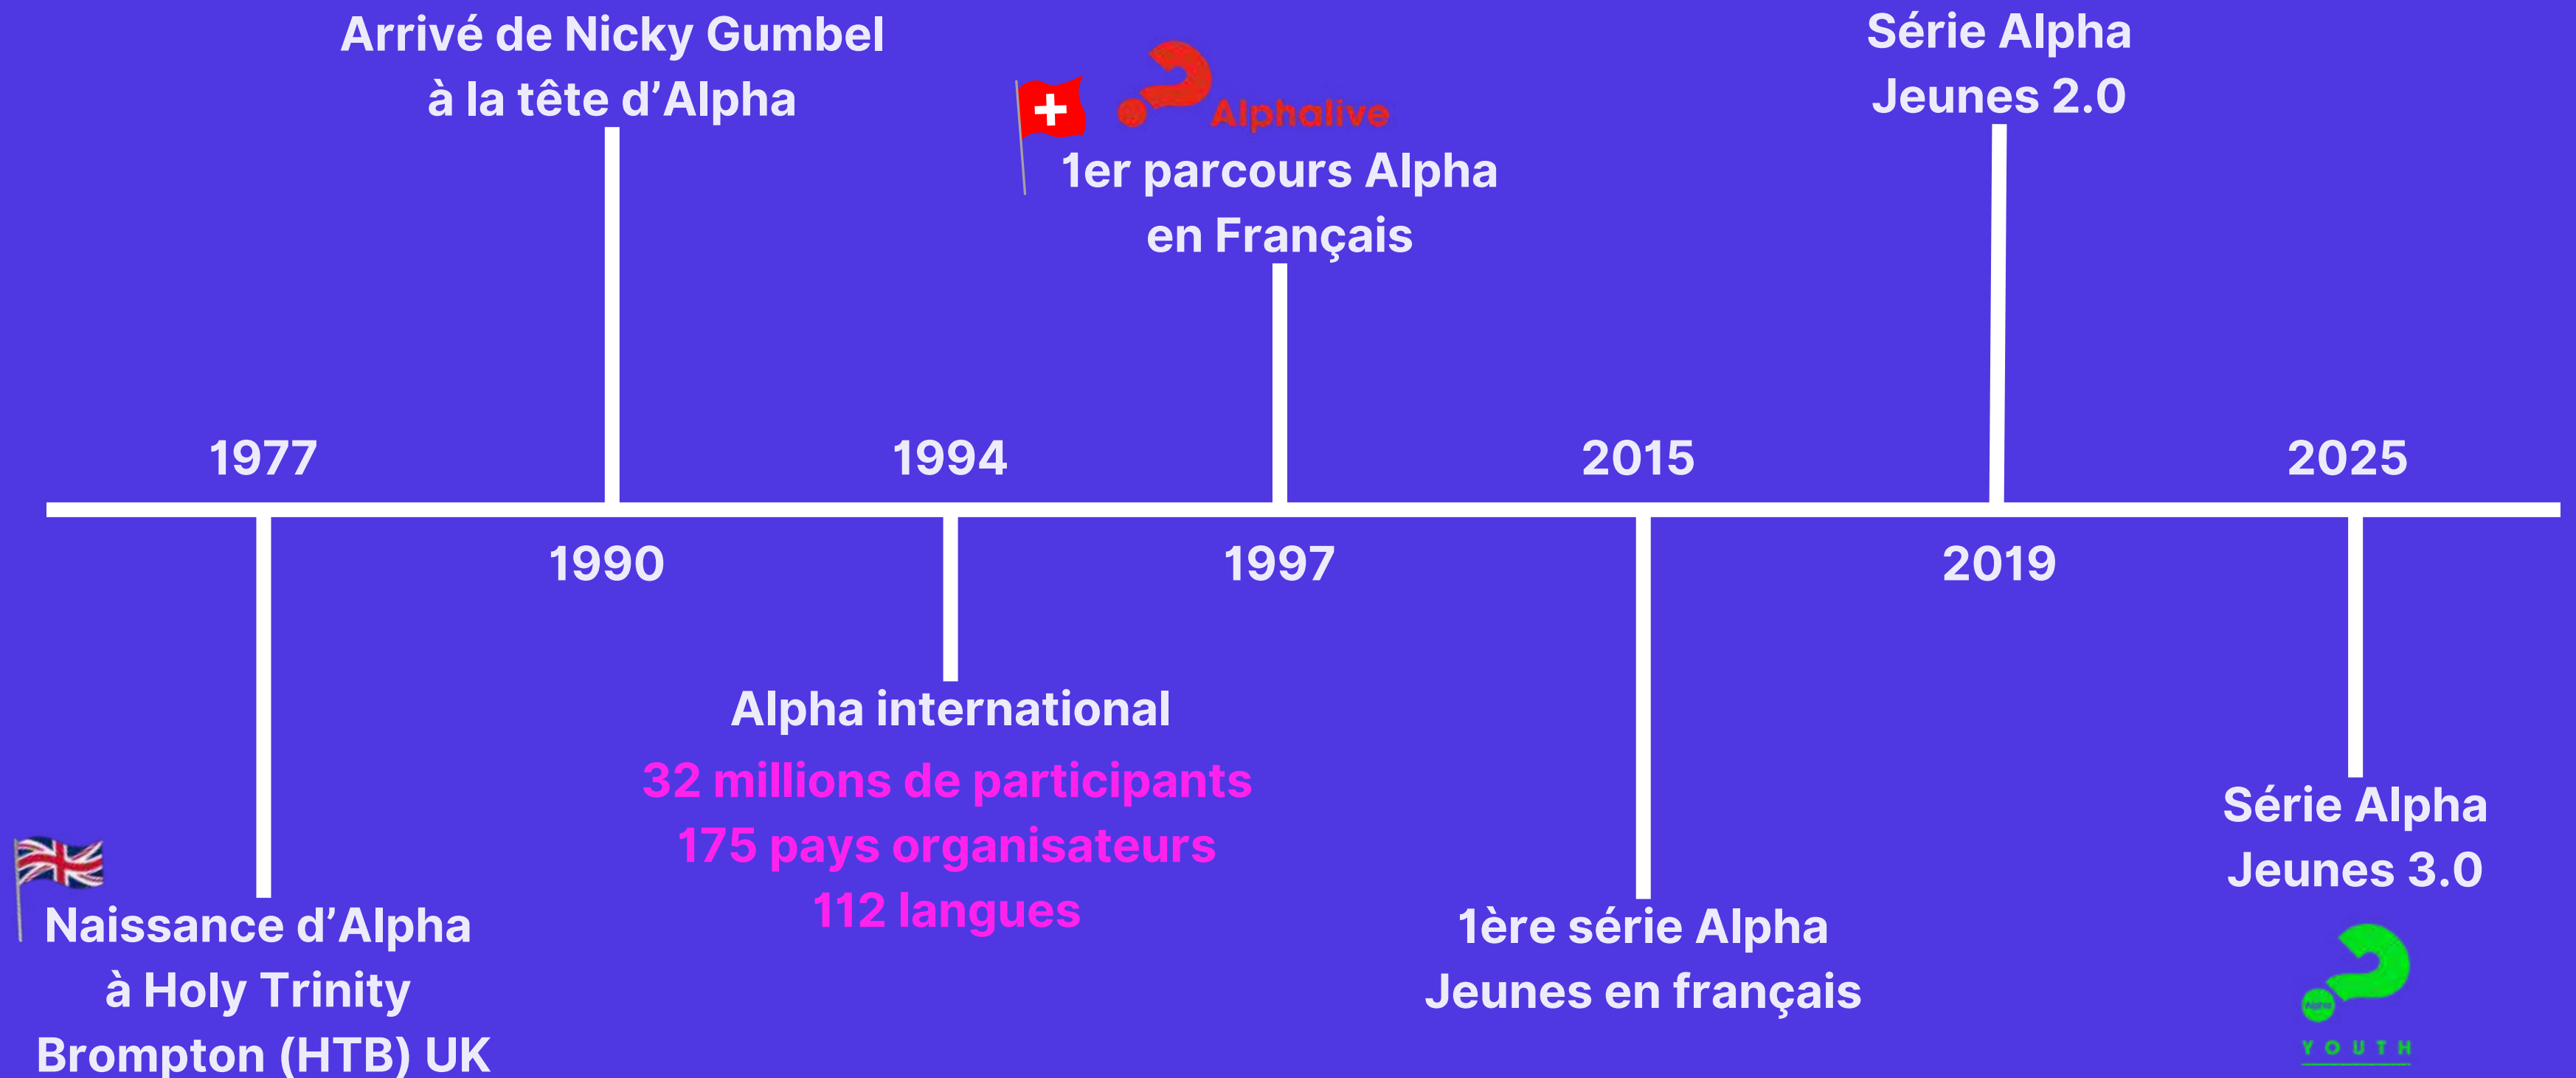 Arrivé de Nicky Gumbel
à la tête d’Alpha
Alphalive
1er parcours Alpha
en Français
Série Alpha
Jeunes 2.0
1977
1994
2015
2025
1990
1997
2019
Alpha international
32 millions de participants
175 pays organisateurs
112 langues
Naissance d’Alpha
à Holy Trinity
Brompton (HTB) UK
1ère série Alpha
Jeunes en français
Série Alpha
Jeunes 3.0
Alpha
YOUTH